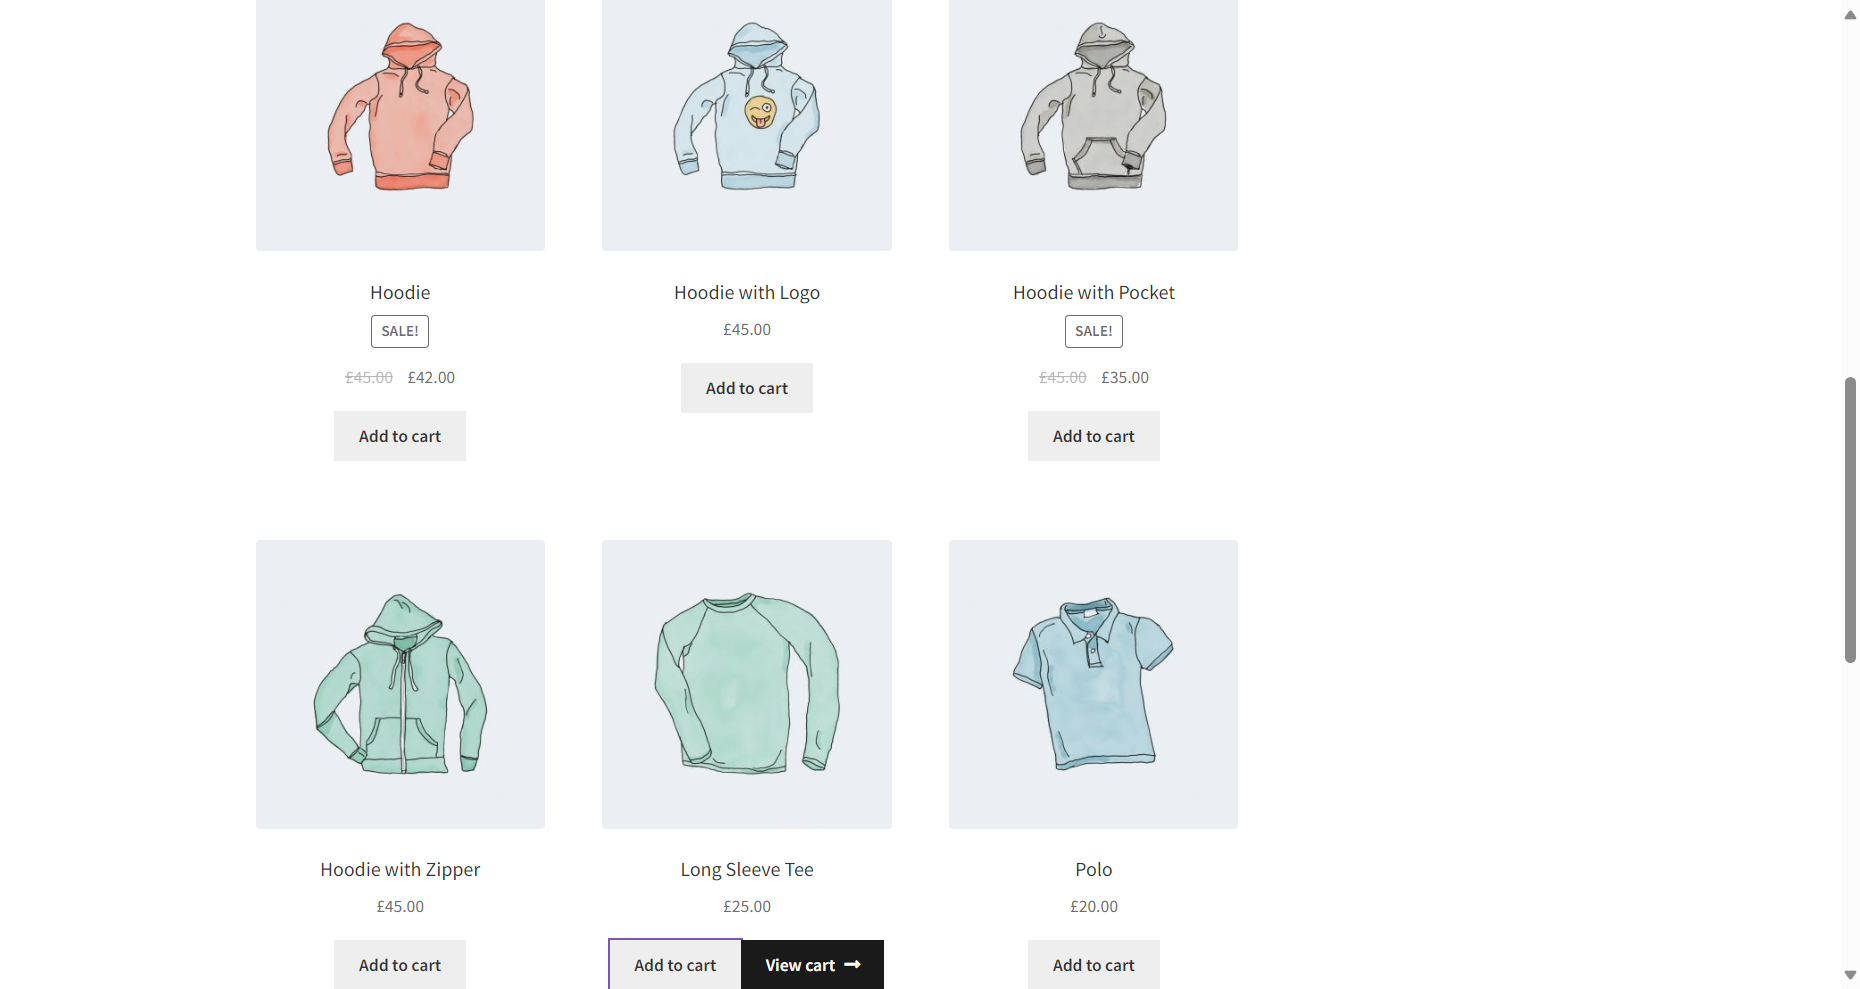 Hoodie
SALE!
£45.00 £42.00
Add to cart
Hoodie with Logo
£45.00
Add to cart
Hoodie with Pocket
SALE!
£45.00 £35.00
Add to cart
Hoodie with Zipper
£45.00
Add to cart
Long Sleeve Tee
£25.00
Add to cart View cart
Polo
£20.00
Add to cart